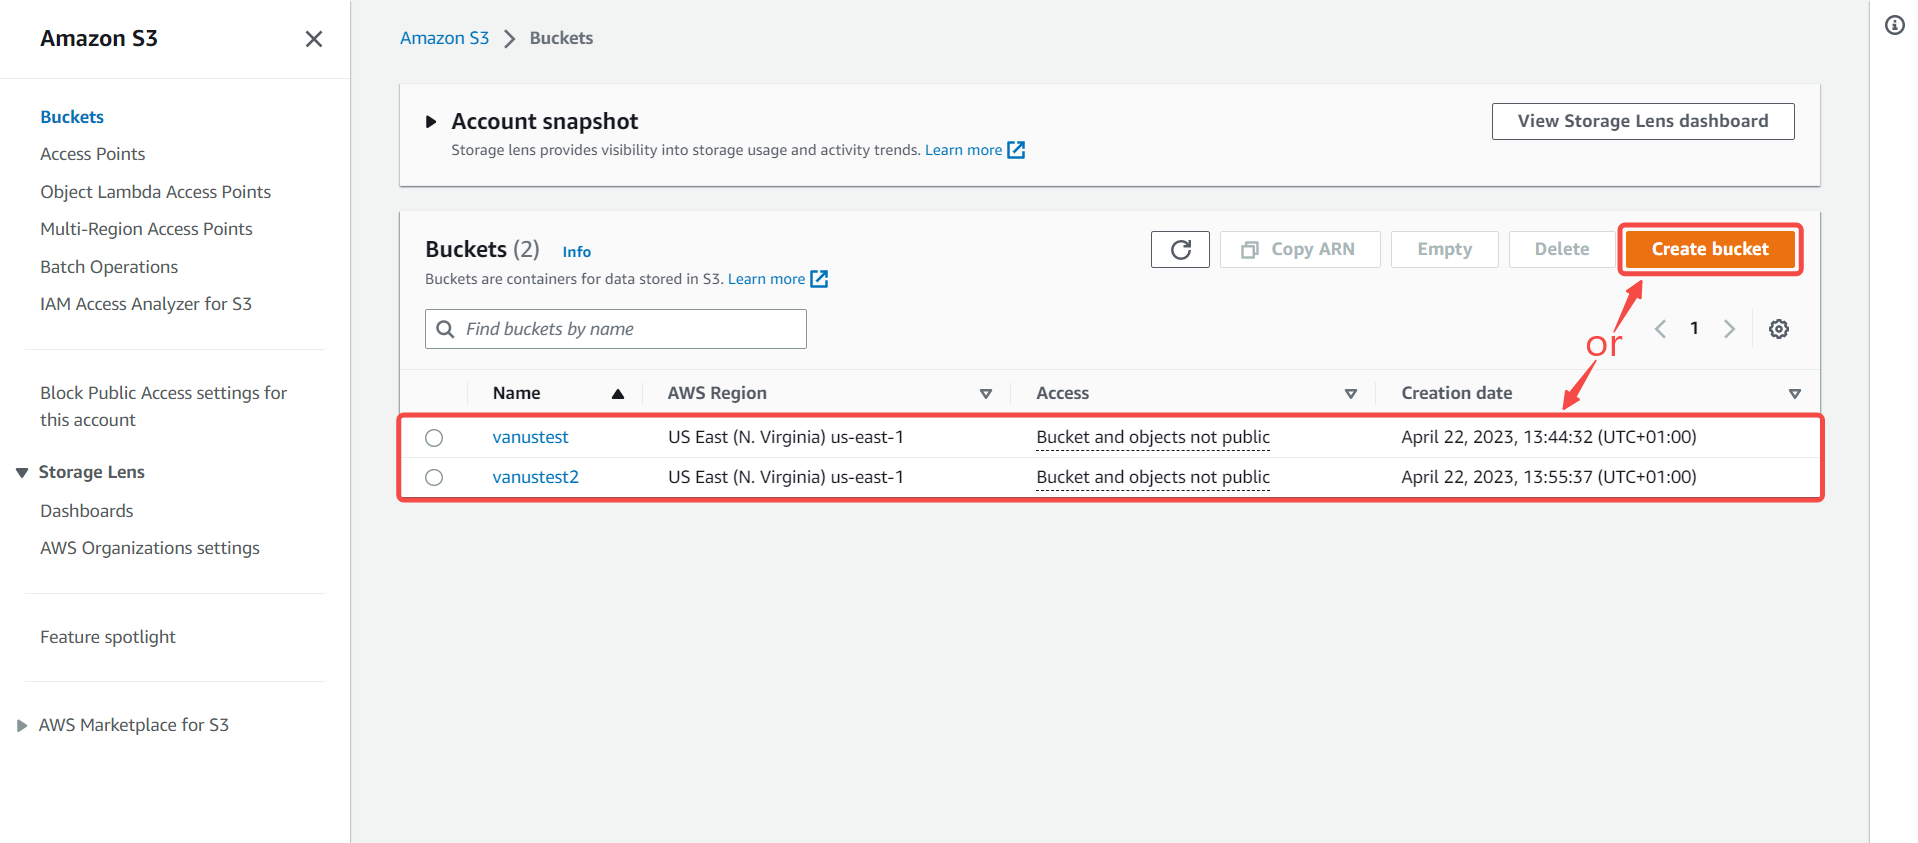 Amazon S3
Buckets
Access Points
Object Lambda Access Points
Multi-Region Access Points
Batch Operations
IAM Access Analyzer for S3
Block Public Access settings for
this account
Storage Lens
Dashboards
AWS Organizations settings
Feature spotlight
AWS Marketplace for S3
Amazon S3 Buckets
Account snapshot
View Storage Lens dashboard
Storage lens provides visibility into storage usage and activity trends. Learn more
Buckets (2) Info
Copy ARN Empty Delete Create bucket
Buckets are containers for data stored in S3. Learn more
Find buckets by name
1
or
Name AWS Region Access Creation date
vanustest US East (N. Virginia) us-east-1 Bucket and objects not public April 22, 2023, 13:44:32 (UTC+01:00)
vanustest2 US East (N. Virginia) us-east-1 Bucket and objects not public April 22, 2023, 13:55:37 (UTC+01:00)